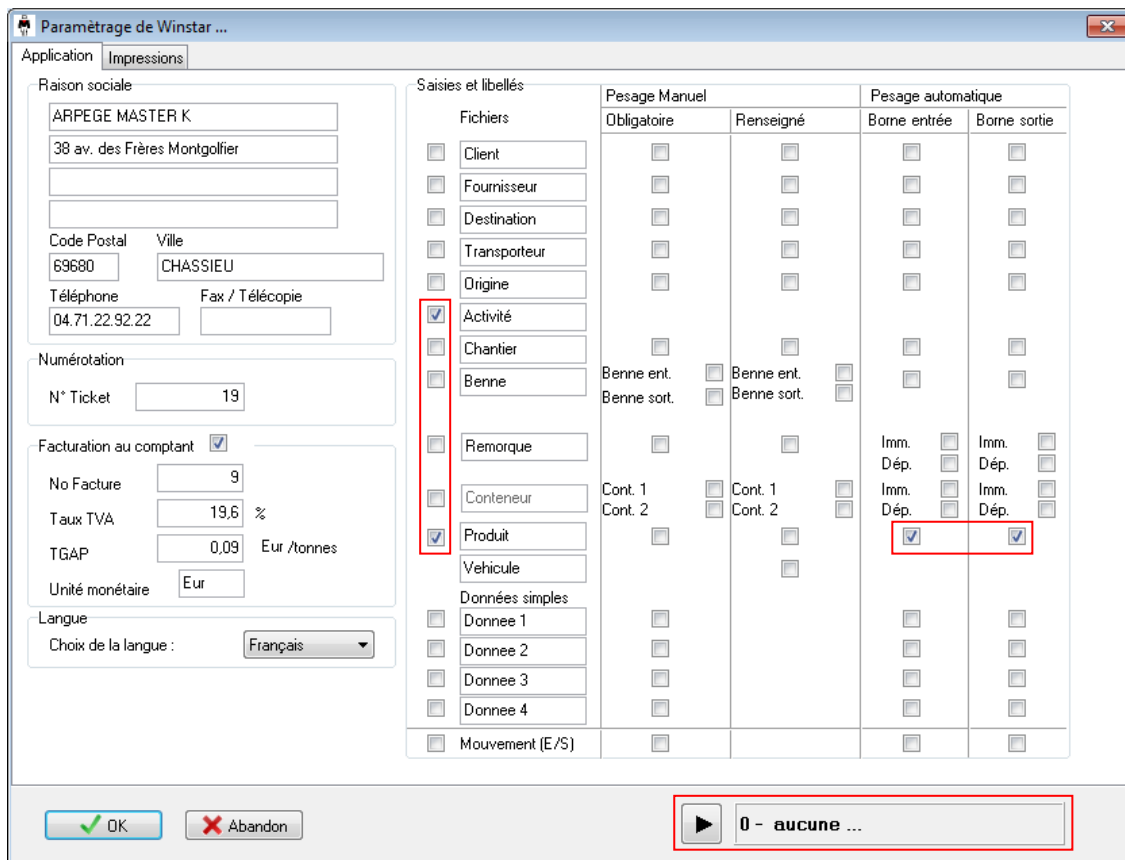 Paramètrage de Winstar ...
Application Impressions
Raison sociale
ARPEGE MASTER K
38 av. des Frères Montgolfier
Code Postal Ville
69680 CHASSIEU
Téléphone Fax / Télécopie
04.71.22.92.22
Numérotation
N° Ticket 19
Facturation au comptant
No Facture 9
Taux TVA 19,6 %
TGAP 0,09 Eur /tonnes
Unité monétaire Eur
Langue
Choix de la langue : Français
Saisies et libellés
Pesage Manuel Pesage automatique
Fichiers Obligatoire Renseigné Borne entrée Borne sortie
Client
Fournisseur
Destination
Transporteur
Origine
Activité
Chantier
Benne Benne ent. Benne ent.
Benne sort. Benne sort.
Remorque Imm. Imm.
Dép. Dép.
Conteneur Cont. 1 Cont. 1 Imm. Imm.
Cont. 2 Cont. 2 Dép. Dép.
Produit
Vehicule
Données simples
Donnee 1
Donnee 2
Donnee 3
Donnee 4
Mouvement (E/S)
OK Abandon 0 - aucune ...